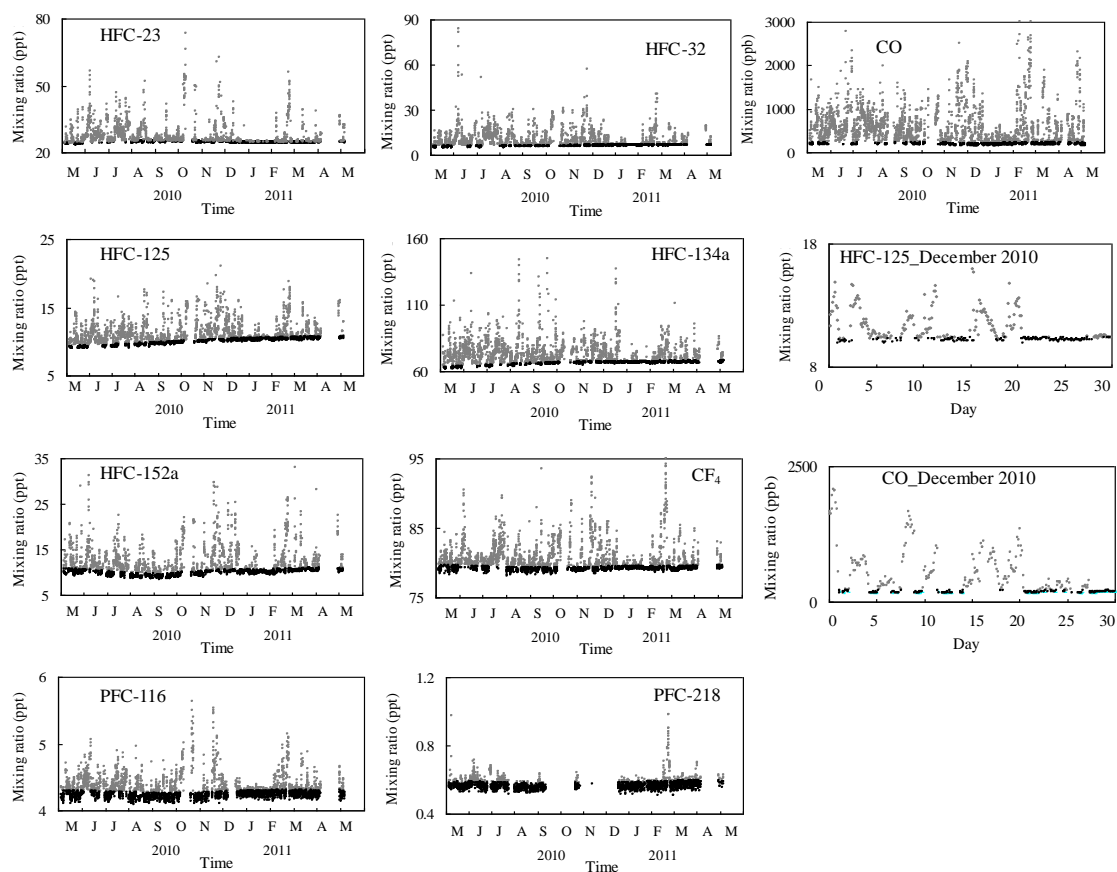 HFC-23
Mixing ratio (ppt)
80
50
20
M J J A S O N D J F M A M
2010 2011
Time
HFC-32
Mixing ratio (ppt)
90
60
30
0
M J J A S O N D J F M A M
2010 2011
Time
CO
Mixing ratio (ppb)
3000
2000
1000
0
M J J A S O N D J F M A M
2010 2011
Time
HFC-125
Mixing ratio (ppt)
25
15
5
M J J A S O N D J F M A M
2010 2011
Time
HFC-134a
Mixing ratio (ppt)
160
110
60
M J J A S O N D J F M A M
2010 2011
Time
HFC-125_December 2010
Mixing ratio (ppt)
18
8
0 5 10 15 20 25 30
Day
HFC-152a
Mixing ratio (ppt)
35
25
15
5
M J J A S O N D J F M A M
2010 2011
Time
CF₄
Mixing ratio (ppt)
95
85
75
M J J A S O N D J F M A M
2010 2011
Time
CO_December 2010
Mixing ratio (ppb)
2500
0
0 5 10 15 20 25 30
Day
PFC-116
Mixing ratio (ppt)
6
5
4
M J J A S O N D J F M A M
2010 2011
Time
PFC-218
Mixing ratio (ppt)
1.2
0.8
0.6
0.4
M J J A S O N D J F M A M
2010 2011
Time